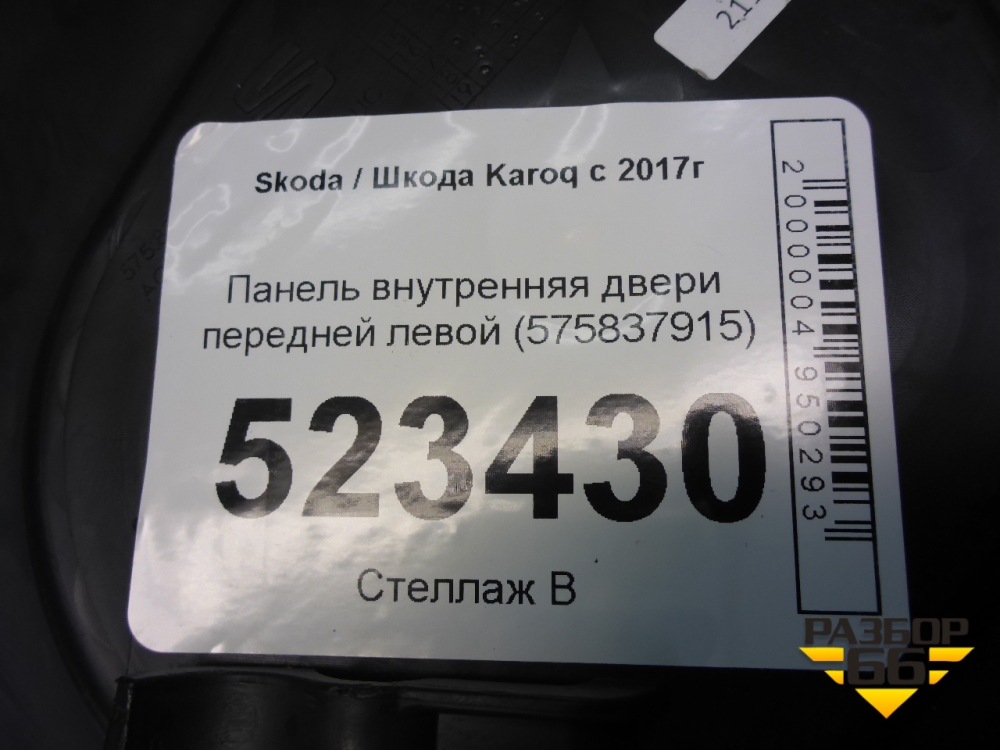 Skoda / Шкода Karoq с 2017г
Панель внутренняя двери
передней левой (575837915)
523430
Стеллаж В
2000004950293
РАЗБОР
66